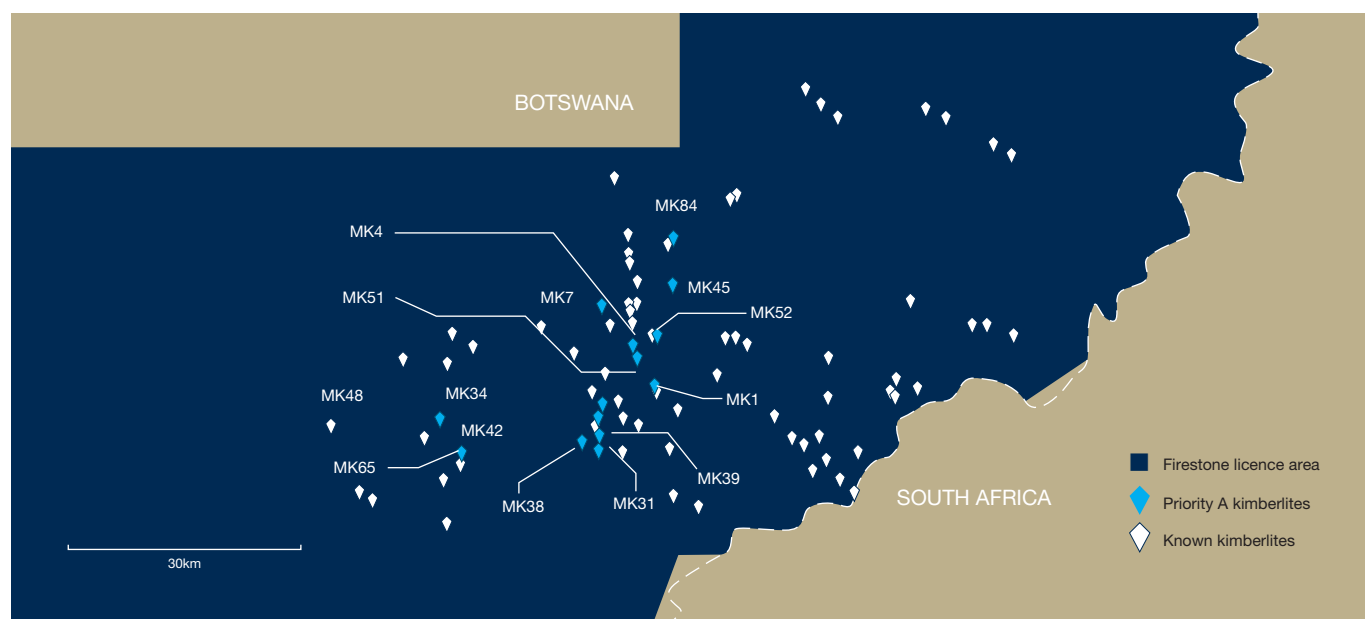 BOTSWANA
MK84
MK4
MK45
MK51
MK7
MK52
MK48
MK34
MK1
MK42
MK65
MK39
MK38
MK31
SOUTH AFRICA
Firestone licence area
Priority A kimberlites
Known kimberlites
30km